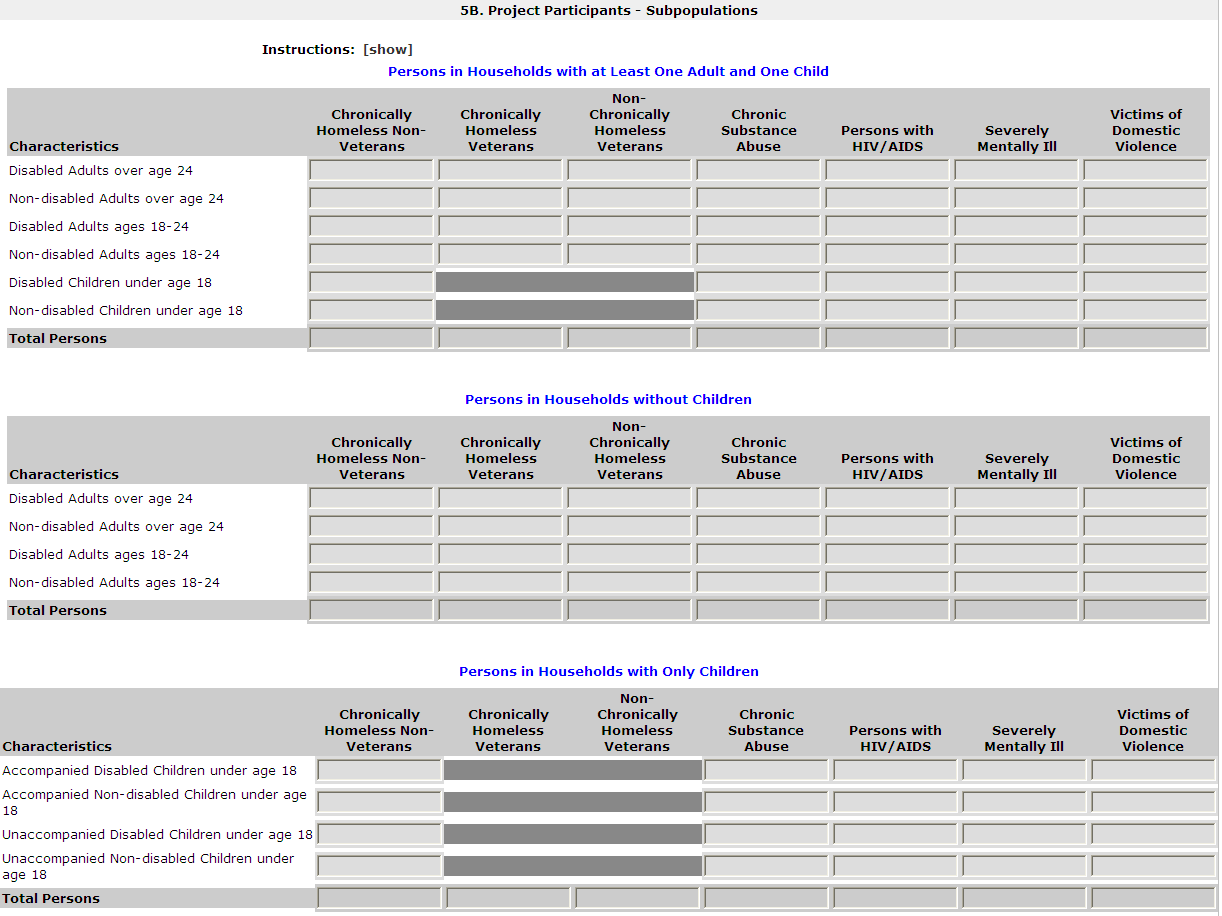 5B. Project Participants - Subpopulations
Instructions: [show]
Persons in Households with at Least One Adult and One Child
Characteristics
Chronically
Homeless Non-
Veterans
Chronically
Homeless
Veterans
Non-
Chronically
Homeless
Veterans
Chronic
Substance
Abuse
Persons with
HIV/AIDS
Severely
Mentally Ill
Victims of
Domestic
Violence
Disabled Adults over age 24
Non-disabled Adults over age 24
Disabled Adults ages 18-24
Non-disabled Adults ages 18-24
Disabled Children under age 18
Non-disabled Children under age 18
Total Persons
Persons in Households without Children
Characteristics
Chronically
Homeless Non-
Veterans
Chronically
Homeless
Veterans
Non-
Chronically
Homeless
Veterans
Chronic
Substance
Abuse
Persons with
HIV/AIDS
Severely
Mentally Ill
Victims of
Domestic
Violence
Disabled Adults over age 24
Non-disabled Adults over age 24
Disabled Adults ages 18-24
Non-disabled Adults ages 18-24
Total Persons
Persons in Households with Only Children
Characteristics
Chronically
Homeless Non-
Veterans
Chronically
Homeless
Veterans
Non-
Chronically
Homeless
Veterans
Chronic
Substance
Abuse
Persons with
HIV/AIDS
Severely
Mentally Ill
Victims of
Domestic
Violence
Accompanied Disabled Children under age 18
Accompanied Non-disabled Children under age
18
Unaccompanied Disabled Children under age 18
Unaccompanied Non-disabled Children under
age 18
Total Persons